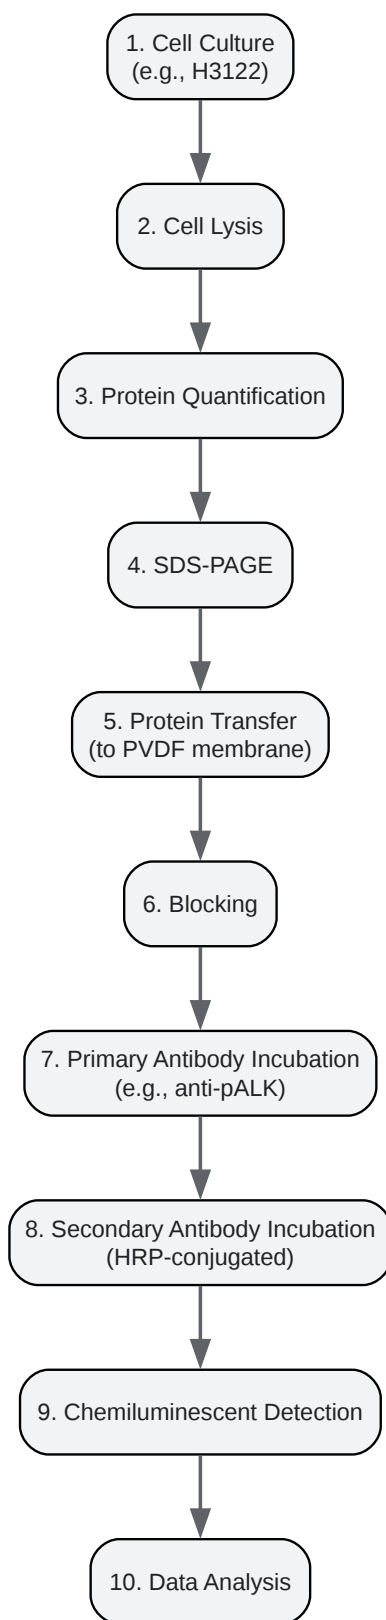 1. Cell Culture
(e.g., H3122)
2. Cell Lysis
3. Protein Quantification
4. SDS-PAGE
5. Protein Transfer
(to PVDF membrane)
6. Blocking
7. Primary Antibody Incubation
(e.g., anti-pALK)
8. Secondary Antibody Incubation
(HRP-conjugated)
9. Chemiluminescent Detection
10. Data Analysis